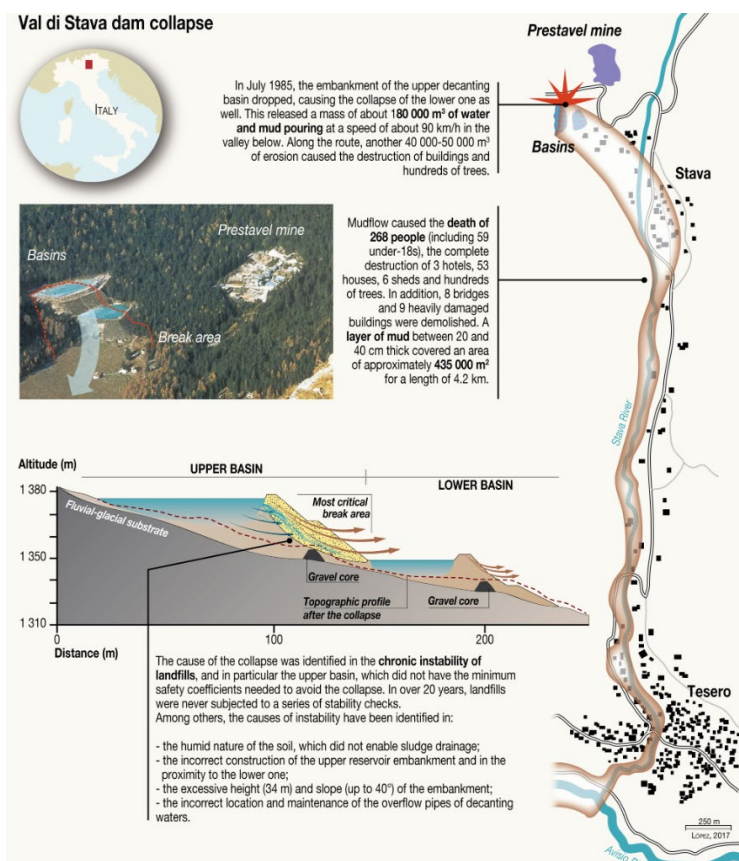 Val di Stava dam collapse
ITALY
In July 1985, the embankment of the upper decanting
basin dropped, causing the collapse of the lower one as
well. This released a mass of about 180 000 m³ of water
and mud pouring at a speed of about 90 km/h in the
valley below. Along the route, another 40 000-50 000 m³
of erosion caused the destruction of buildings and
hundreds of trees.
Prestavel mine
Basins
Stava
Basins
Prestavel mine
Break area
Mudflow caused the death of
268 people (including 59
under-18s), the complete
destruction of 3 hotels, 53
houses, 6 sheds and hundreds
of trees. In addition, 8 bridges
and 9 heavily damaged
buildings were demolished. A
layer of mud between 20 and
40 cm thick covered an area
of approximately 435 000 m²
for a length of 4.2 km.
Stava River
Altitude (m)
UPPER BASIN
LOWER BASIN
1 380
1 350
1 310
Fluvial-glacial substrate
Most critical
break area
Gravel core
Topographic profile
after the collapse
Gravel core
0
100
200
Distance (m)
The cause of the collapse was identified in the chronic instability of
landfills, and in particular the upper basin, which did not have the minimum
safety coefficients needed to avoid the collapse. In over 20 years, landfills
were never subjected to a series of stability checks.
Among others, the causes of instability have been identified in:
- the humid nature of the soil, which did not enable sludge drainage;
- the incorrect construction of the upper reservoir embankment and in the
proximity to the lower one;
- the excessive height (34 m) and slope (up to 40°) of the embankment;
- the incorrect location and maintenance of the overflow pipes of decanting
waters.
Tesero
250 m
LÓPEZ, 2017
Avisio